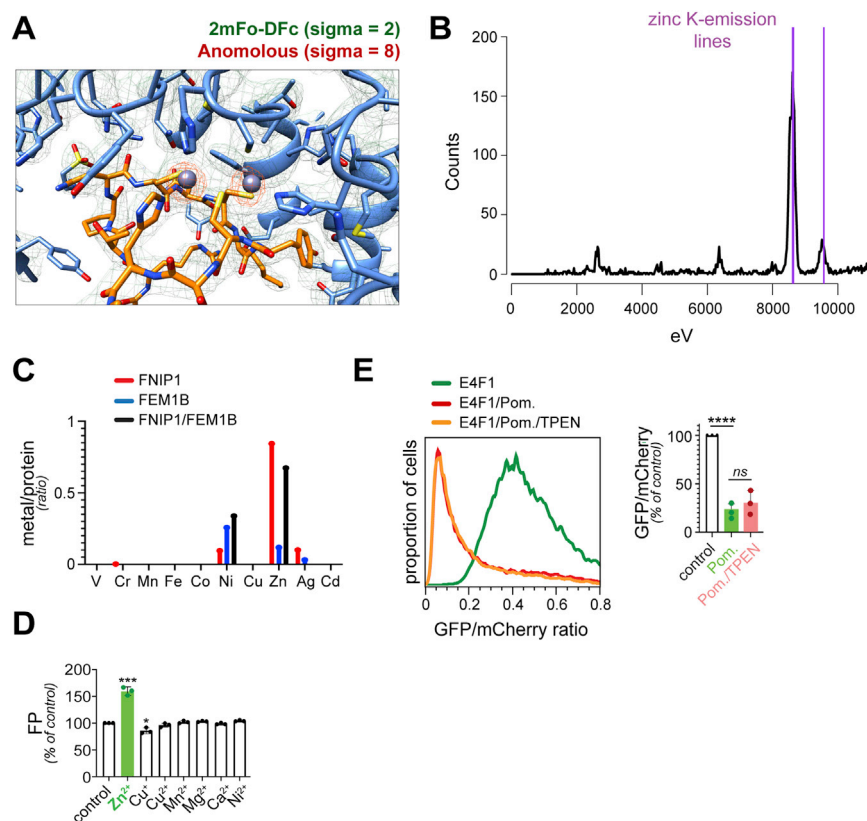 A
2mFo-DFc (sigma = 2)
Anomolous (sigma = 8)
B
zinc K-emission
lines
200
150
100
50
0
Counts
0 2000 4000 6000 8000 10000
eV
C
FNIP1
FEM1B
FNIP1/FEM1B
1
0.5
0
metal/protein
(ratio)
V Cr Mn Fe Co Ni Cu Zn Ag Cd
E
E4F1
E4F1/Pom.
E4F1/Pom./TPEN
proportion of cells
0 0.2 0.4 0.6 0.8
GFP/mCherry ratio
GFP/mCherry
(% of control)
100
50
0
****
ns
control
Pom.
Pom./TPEN
D
FP
(% of control)
200
150
100
50
0
***
*
control
Zn2+
Cu+
Cu2+
Mn2+
Mg2+
Ca2+
Ni2+